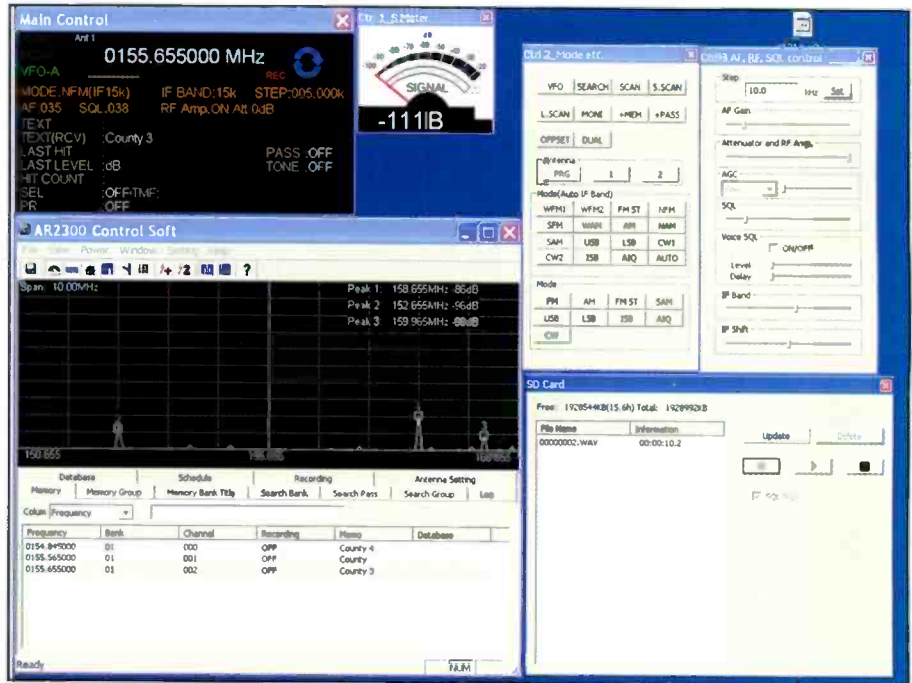 Main Control
Ant 1
0155.655000 MHz
VFO-A
REC
MODE:NFM(IF15k) IF BAND:15k STEP:005.000k
AF 035 SQL.038 RF Amp.ON Att 0dB
TEXT
TEXT(RCV) :County 3
LAST HIT : PASS :OFF
LAST LEVEL :dB TONE :OFF
HIT COUNT :
SEL :OFF:TMF:
PR :OFF
Ctrl 1_S.Meter
dB
SIGNAL
-111dB
AR2300 Control Soft
File View Power Window Setting Help
Span: 10.00MHz
Peak 1: 158.655MHz -86dB
Peak 2: 152.655MHz -96dB
Peak 3: 159.965MHz -98dB
150.655
Database Schedule Recording Antenna Setting
Memory Memory Group Memory Bank Title Search Bank Search Pass Search Group Log
Colum Frequency
Frequency Bank Channel Recording Memo Database
0154.845000 01 000 OFF County 4
0155.565000 01 001 OFF County
0155.655000 01 002 OFF County 3
Ready
NUM
Ctrl 2_Mode etc.
VFO SEARCH SCAN S.SCAN
L.SCAN MONI +MEM +PASS
OFFSET DUAL
Antenna
PRG 1 2
Mode(Auto IF Band)
WFM1 WFM2 FM ST NFM
SFM WAM AM NAM
SAM USB LSB CW1
CW2 ISB AIQ AUTO
Mode
FM AM FM ST SAM
USB LSB ISB AIQ
CW
Ctrl3 AF, RF, SQL control
Step
10.0 kHz Set
AF Gain
Attenuator and RF Amp.
AGC
SQL
Voice SQL
ON/OFF
Level
Delay
IF Band
IF Shift
SD Card
Free: 1928544KB(15.6h) Total: 1928992KB
File Name Information
00000002.WAV 00:00:10.2
Update Delete